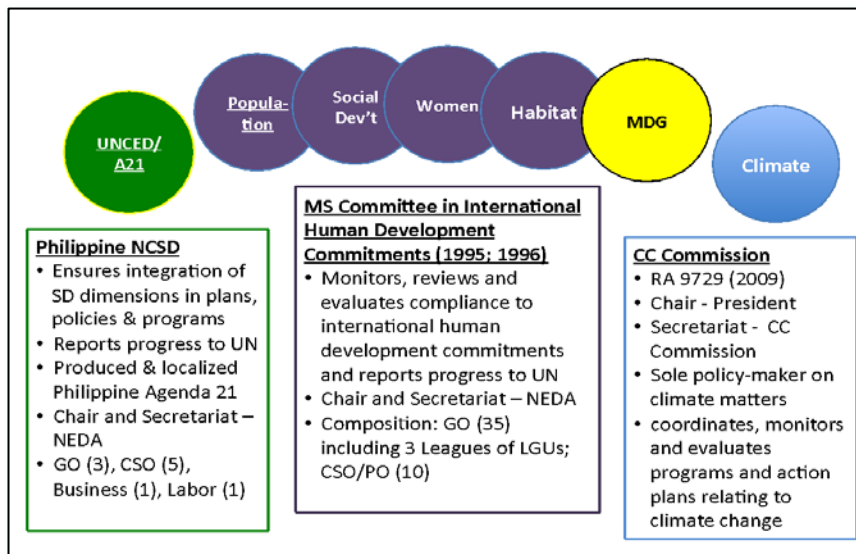 UNCED/
A21
Popula-
tion
Social
Dev't
Women
Habitat
MDG
Climate
Philippine NCSD
• Ensures integration of
SD dimensions in plans,
policies & programs
• Reports progress to UN
• Produced & localized
Philippine Agenda 21
• Chair and Secretariat –
NEDA
• GO (3), CSO (5),
Business (1), Labor (1)
MS Committee in International
Human Development
Commitments (1995; 1996)
• Monitors, reviews and
evaluates compliance to
international human
development commitments
and reports progress to UN
• Chair and Secretariat – NEDA
• Composition: GO (35)
including 3 Leagues of LGUs;
CSO/PO (10)
CC Commission
• RA 9729 (2009)
• Chair - President
• Secretariat - CC
Commission
• Sole policy-maker on
climate matters
• coordinates, monitors
and evaluates
programs and action
plans relating to
climate change